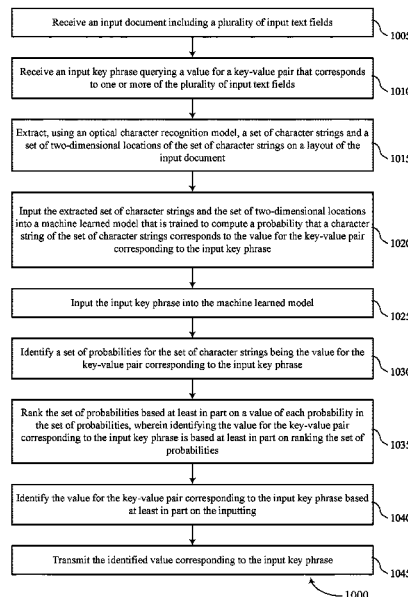 Receive an input document including a plurality of input text fields
1005
Receive an input key phrase querying a value for a key-value pair that corresponds
to one or more of the plurality of input text fields
1010
Extract, using an optical character recognition model, a set of character strings and a
set of two-dimensional locations of the set of character strings on a layout of the
input document
1015
Input the extracted set of character strings and the set of two-dimensional locations
into a machine learned model that is trained to compute a probability that a character
string of the set of character strings corresponds to the value for the key-value pair
corresponding to the input key phrase
1020
Input the input key phrase into the machine learned model
1025
Identify a set of probabilities for the set of character strings being the value for the
key-value pair corresponding to the input key phrase
1030
Rank the set of probabilities based at least in part on a value of each probability in
the set of probabilities, wherein identifying the value for the key-value pair
corresponding to the input key phrase is based at least in part on ranking the set of
probabilities
1035
Identify the value for the key-value pair corresponding to the input key phrase based
at least in part on the inputting
1040
Transmit the identified value corresponding to the input key phrase
1045
1000